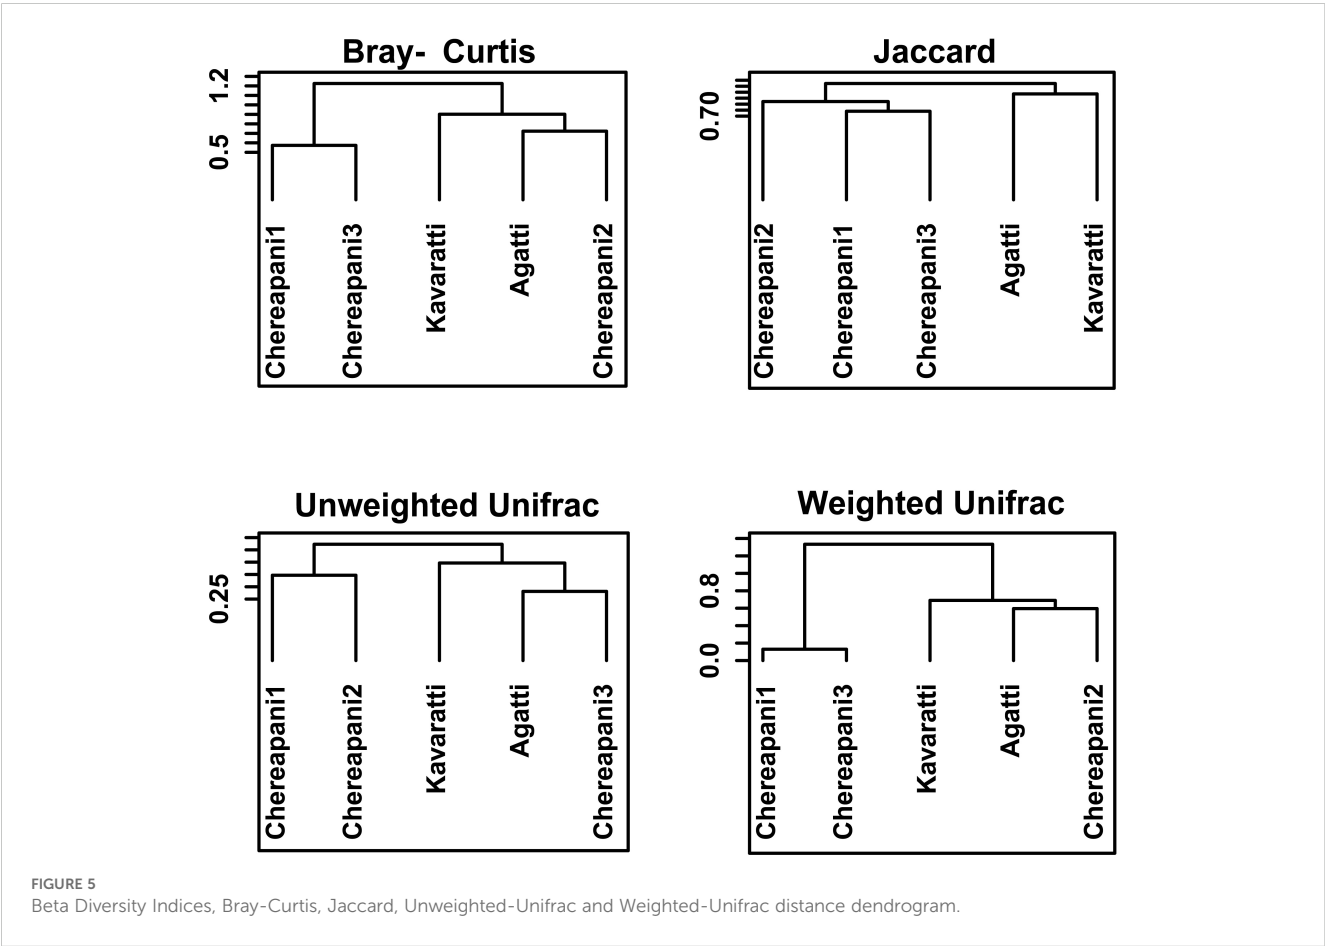 Bray- Curtis
1.2
0.5
Chereapani1
Chereapani3
Kavaratti
Agatti
Chereapani2
Jaccard
0.70
Chereapani2
Chereapani1
Chereapani3
Agatti
Kavaratti
Unweighted Unifrac
0.25
Chereapani1
Chereapani2
Kavaratti
Agatti
Chereapani3
Weighted Unifrac
0.8
0.0
Chereapani1
Chereapani3
Kavaratti
Agatti
Chereapani2
FIGURE 5
Beta Diversity Indices, Bray-Curtis, Jaccard, Unweighted-Unifrac and Weighted-Unifrac distance dendrogram.